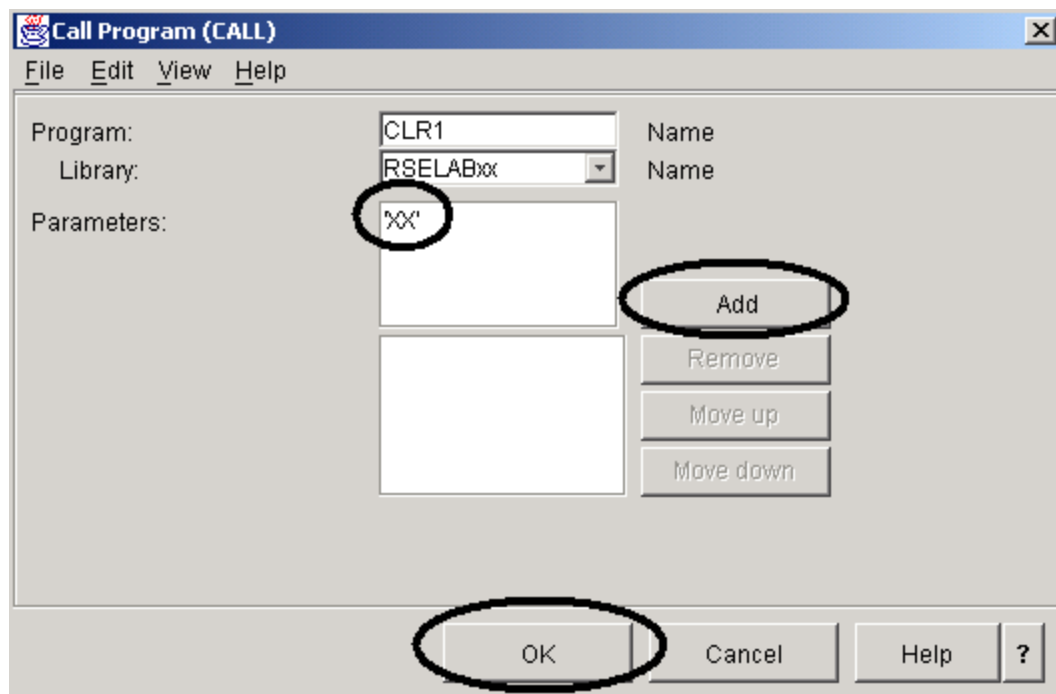 Call Program (CALL)
File Edit View Help
Program: CLR1 Name
Library: RSELABxx Name
Parameters: 'XX'
Add
Remove
Move up
Move down
OK Cancel Help ?